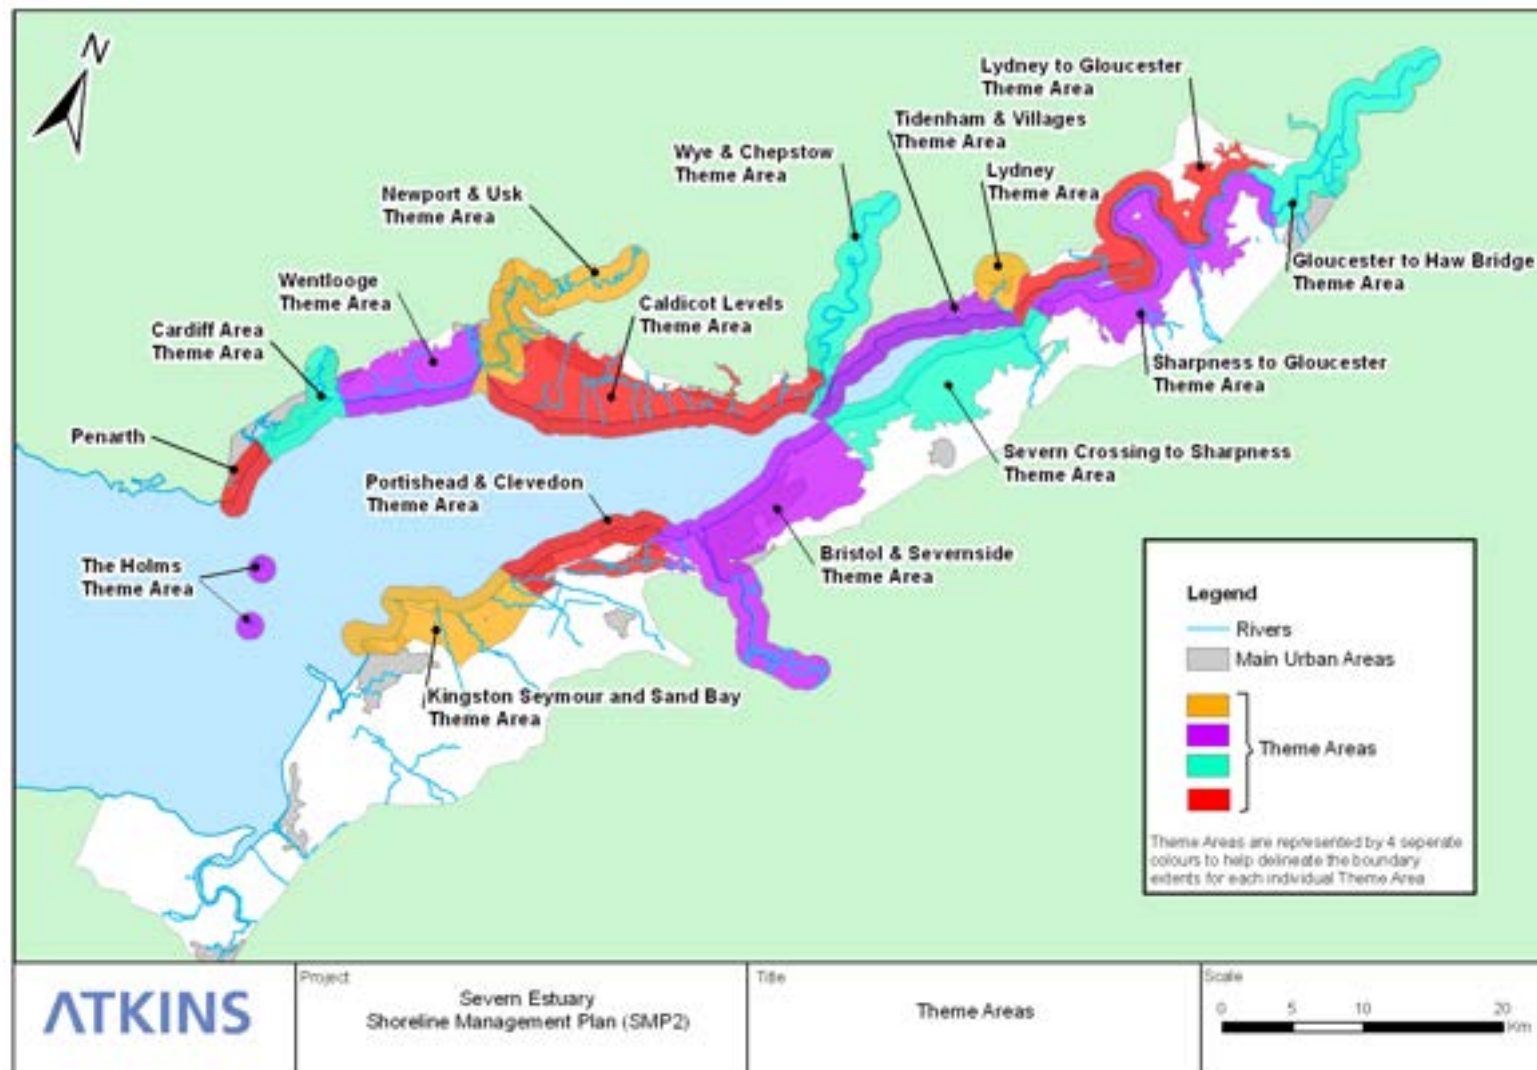 N
Lydney to Gloucester
Theme Area
Tidenham & Villages
Theme Area
Wye & Chepstow
Theme Area
Lydney
Theme Area
Newport & Usk
Theme Area
Gloucester to Haw Bridge
Theme Area
Wentlooge
Theme Area
Caldicot Levels
Theme Area
Cardiff Area
Theme Area
Sharpness to Gloucester
Theme Area
Penarth
Severn Crossing to Sharpness
Theme Area
Portishead & Clevedon
Theme Area
Bristol & Severnside
Theme Area
The Holms
Theme Area
Kingston Seymour and Sand Bay
Theme Area
Legend
Rivers
Main Urban Areas
Theme Areas
Theme Areas are represented by 4 seperate
colours to help delineate the boundary
extents for each individual Theme Area
ATKINS
Project
Severn Estuary
Shoreline Management Plan (SMP2)
Title
Theme Areas
Scale
0 5 10 20
Km